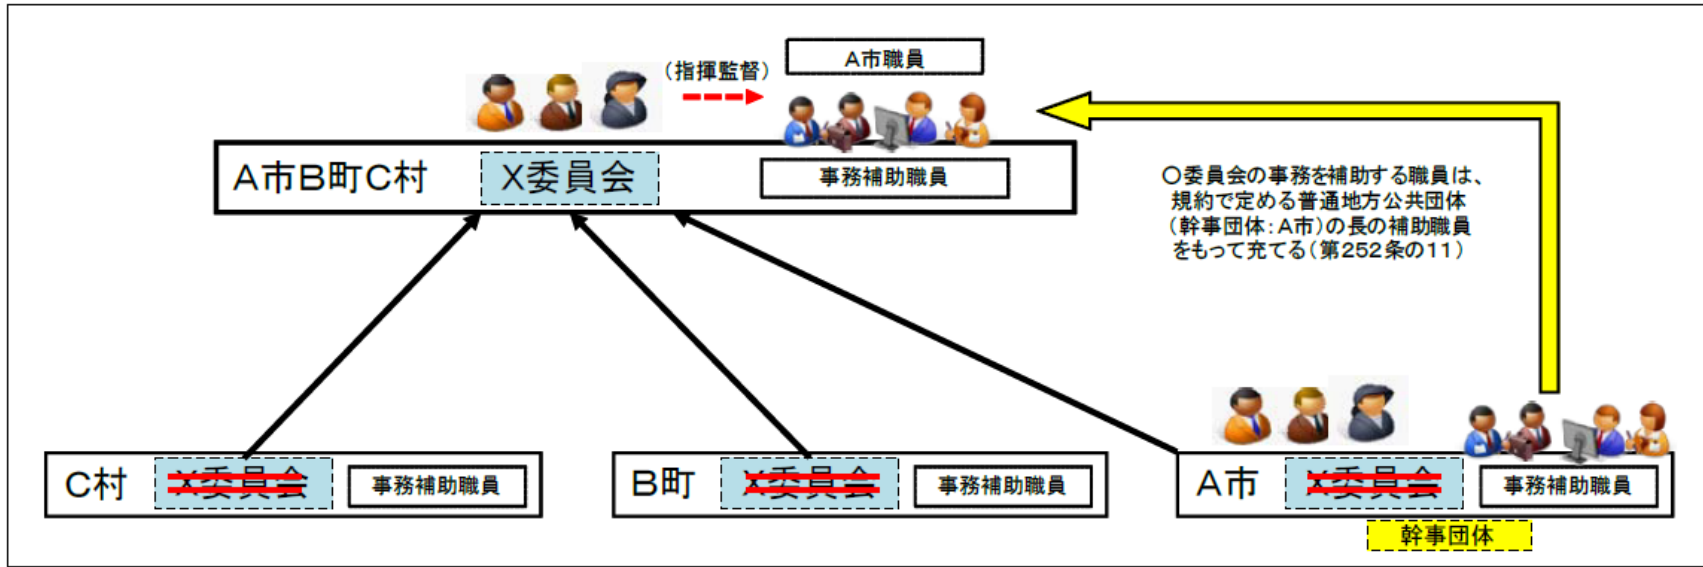 A市職員
(指揮監督)
A市B町C村
X委員会
事務補助職員
○委員会の事務を補助する職員は、
規約で定める普通地方公共団体
(幹事団体:A市)の長の補助職員
をもって充てる(第252条の11)
C村
X委員会
事務補助職員
B町
X委員会
事務補助職員
A市
X委員会
事務補助職員
幹事団体